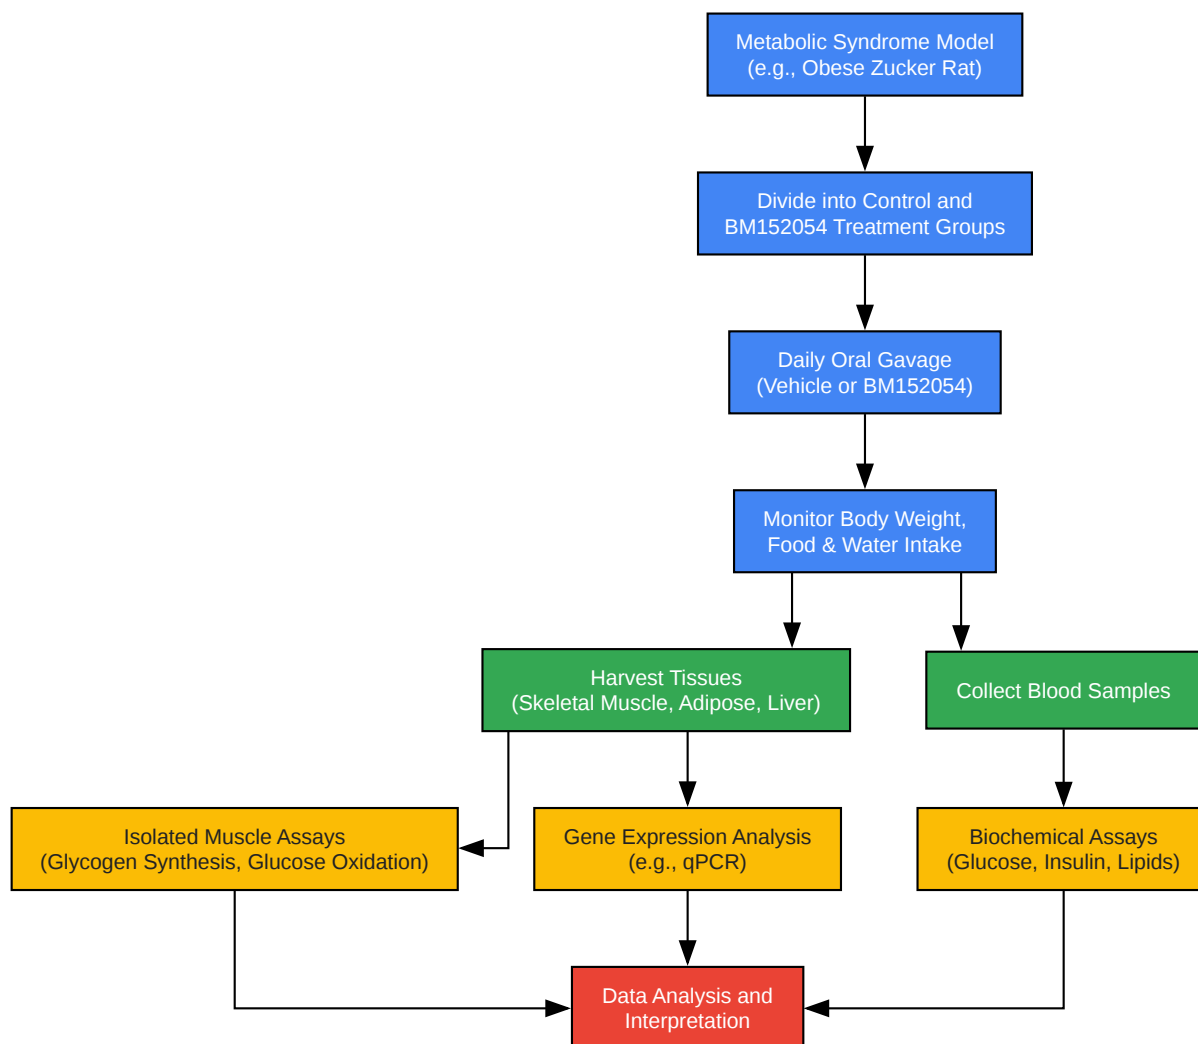 Metabolic Syndrome Model
(e.g., Obese Zucker Rat)
Divide into Control and
BM152054 Treatment Groups
Daily Oral Gavage
(Vehicle or BM152054)
Monitor Body Weight,
Food & Water Intake
Harvest Tissues
(Skeletal Muscle, Adipose, Liver)
Collect Blood Samples
Isolated Muscle Assays
(Glycogen Synthesis, Glucose Oxidation)
Gene Expression Analysis
(e.g., qPCR)
Biochemical Assays
(Glucose, Insulin, Lipids)
Data Analysis and
Interpretation